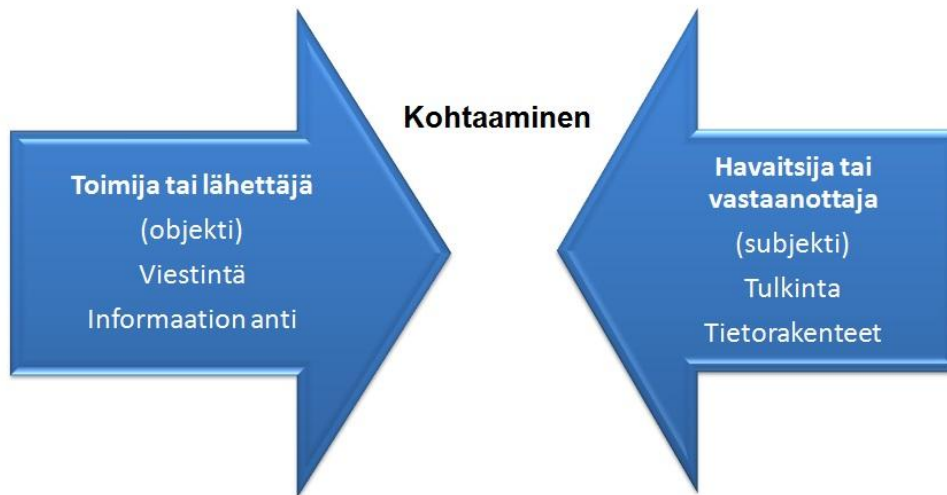 Kohtaaminen
Toimija tai lähettäjä
(objekti)
Viestintä
Informaation anti
Havaitsija tai
vastaanottaja
(subjekti)
Tulkinta
Tietorakenteet